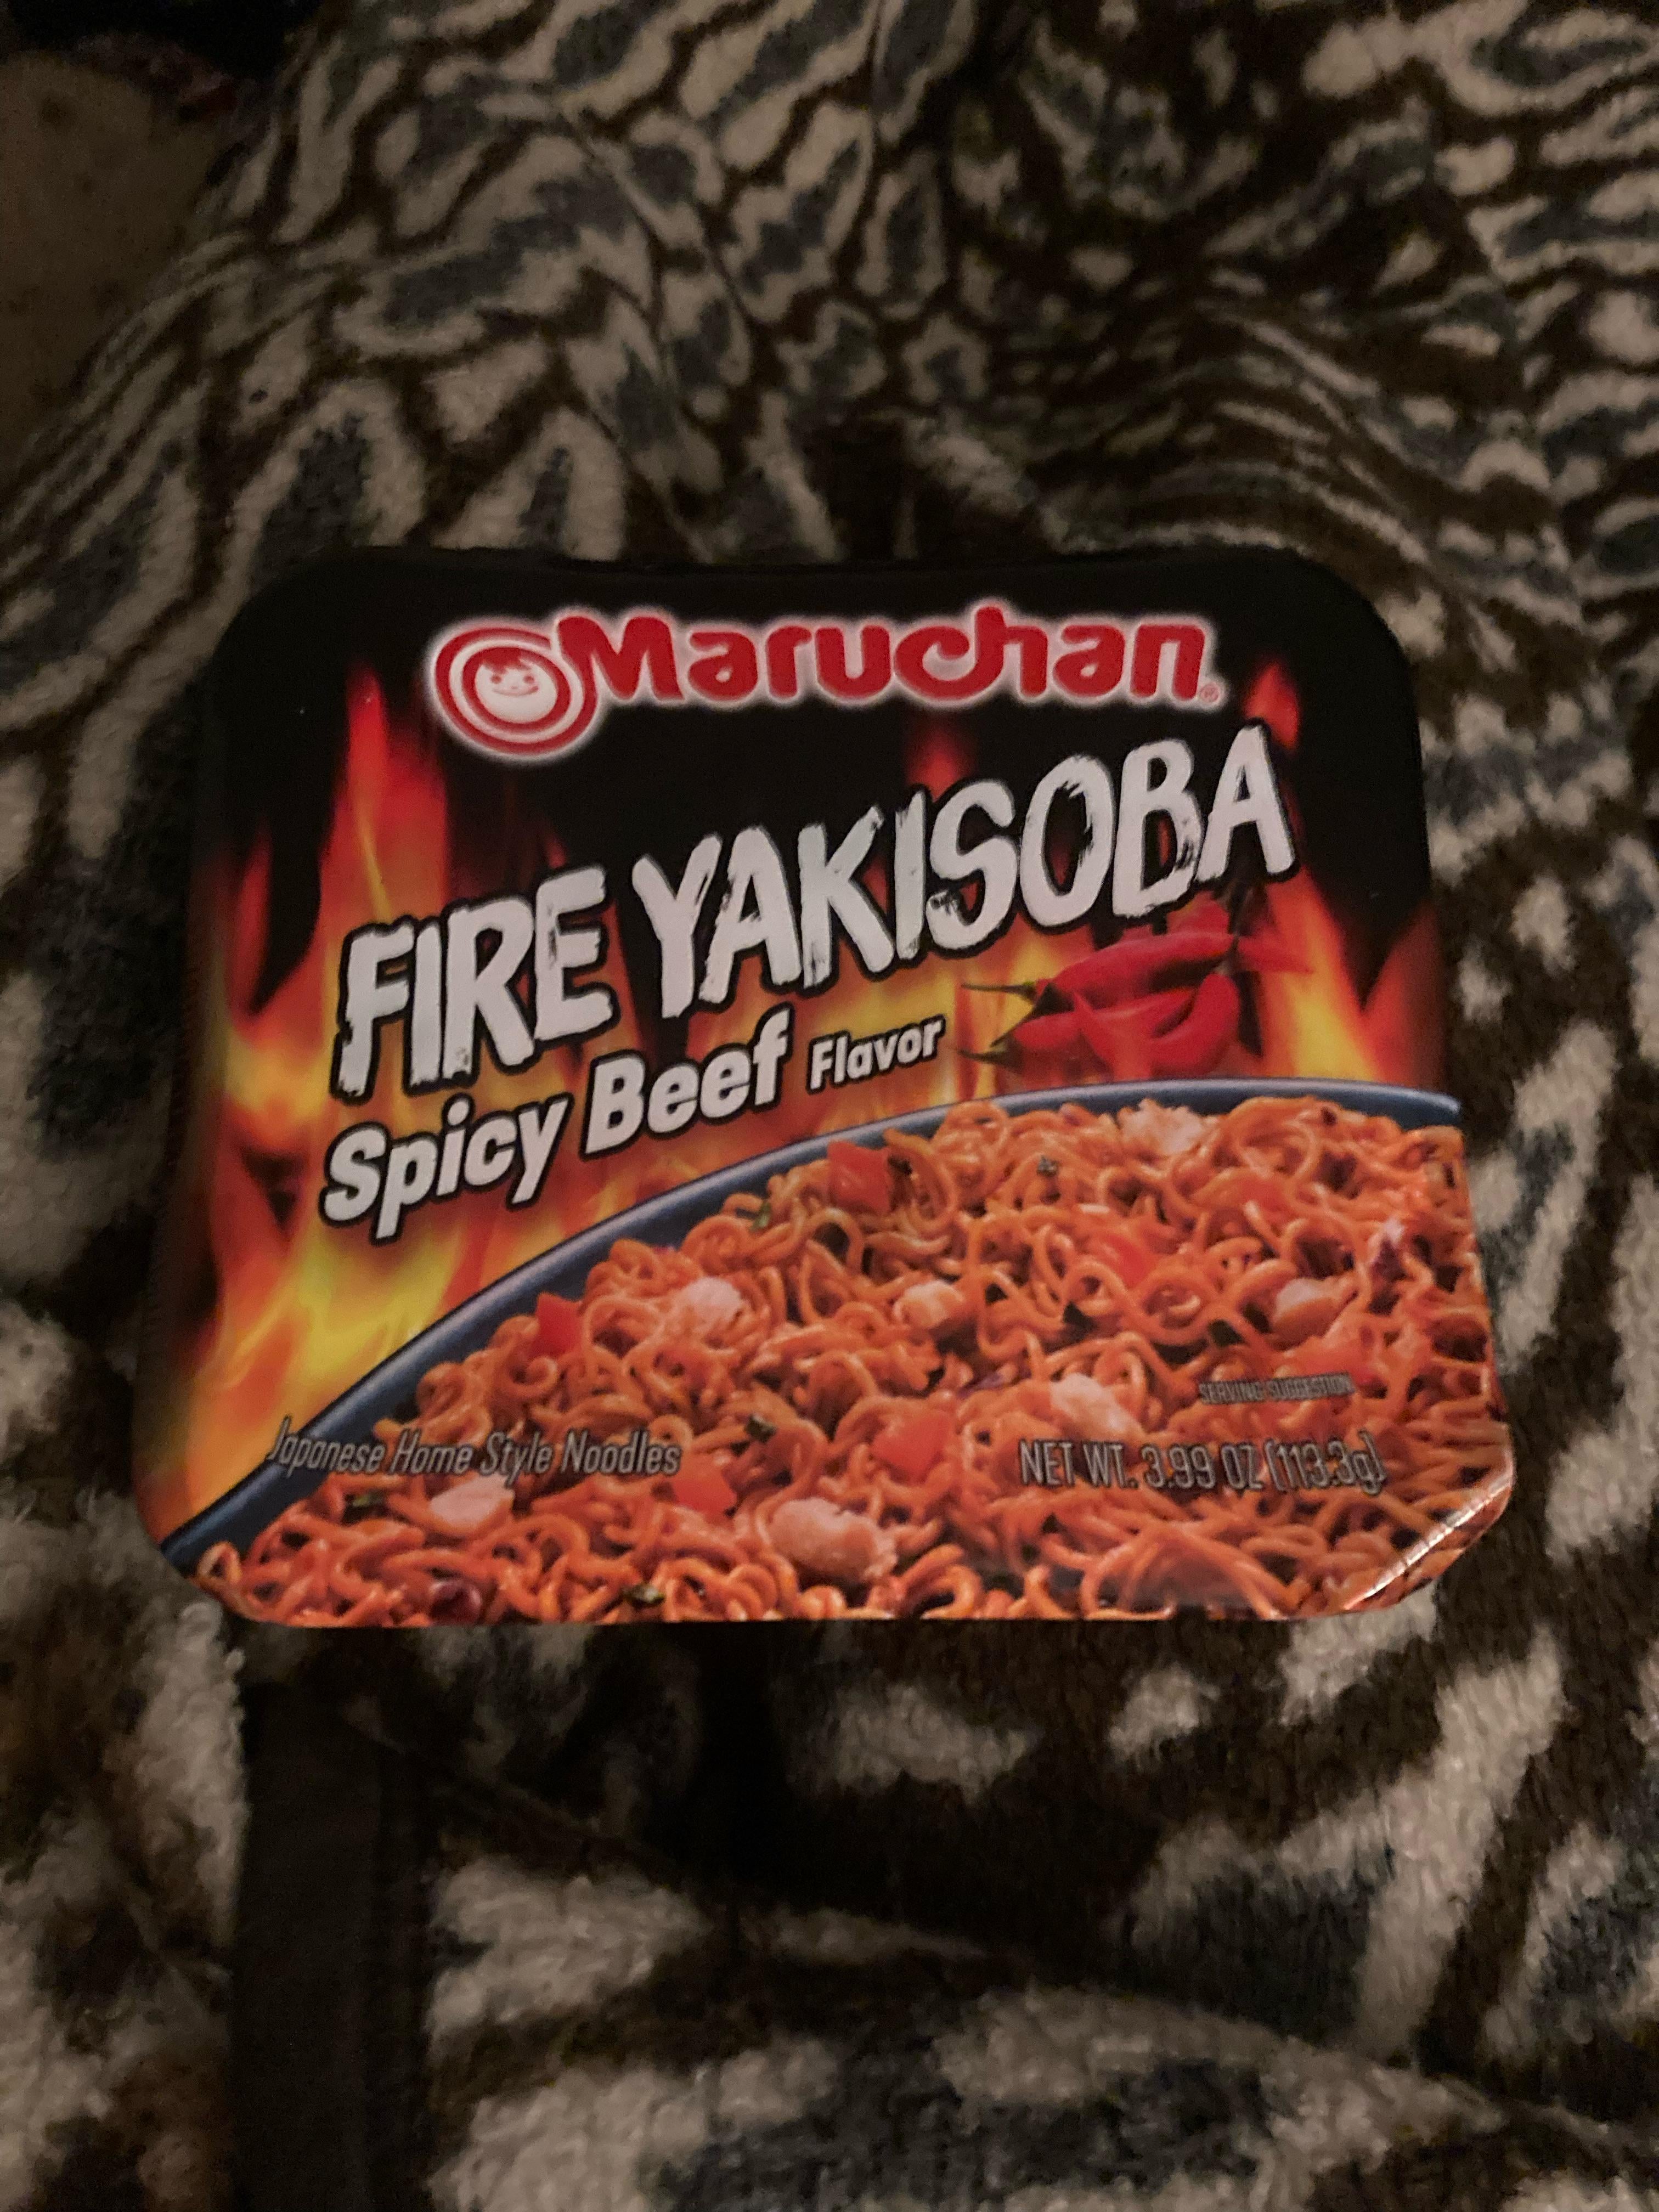 Maruchan®
FIRE YAKISOBA
Spicy Beef Flavor
SERVING SUGGESTION
Japanese Home Style Noodles
NET WT. 3.99 OZ (113.3g)